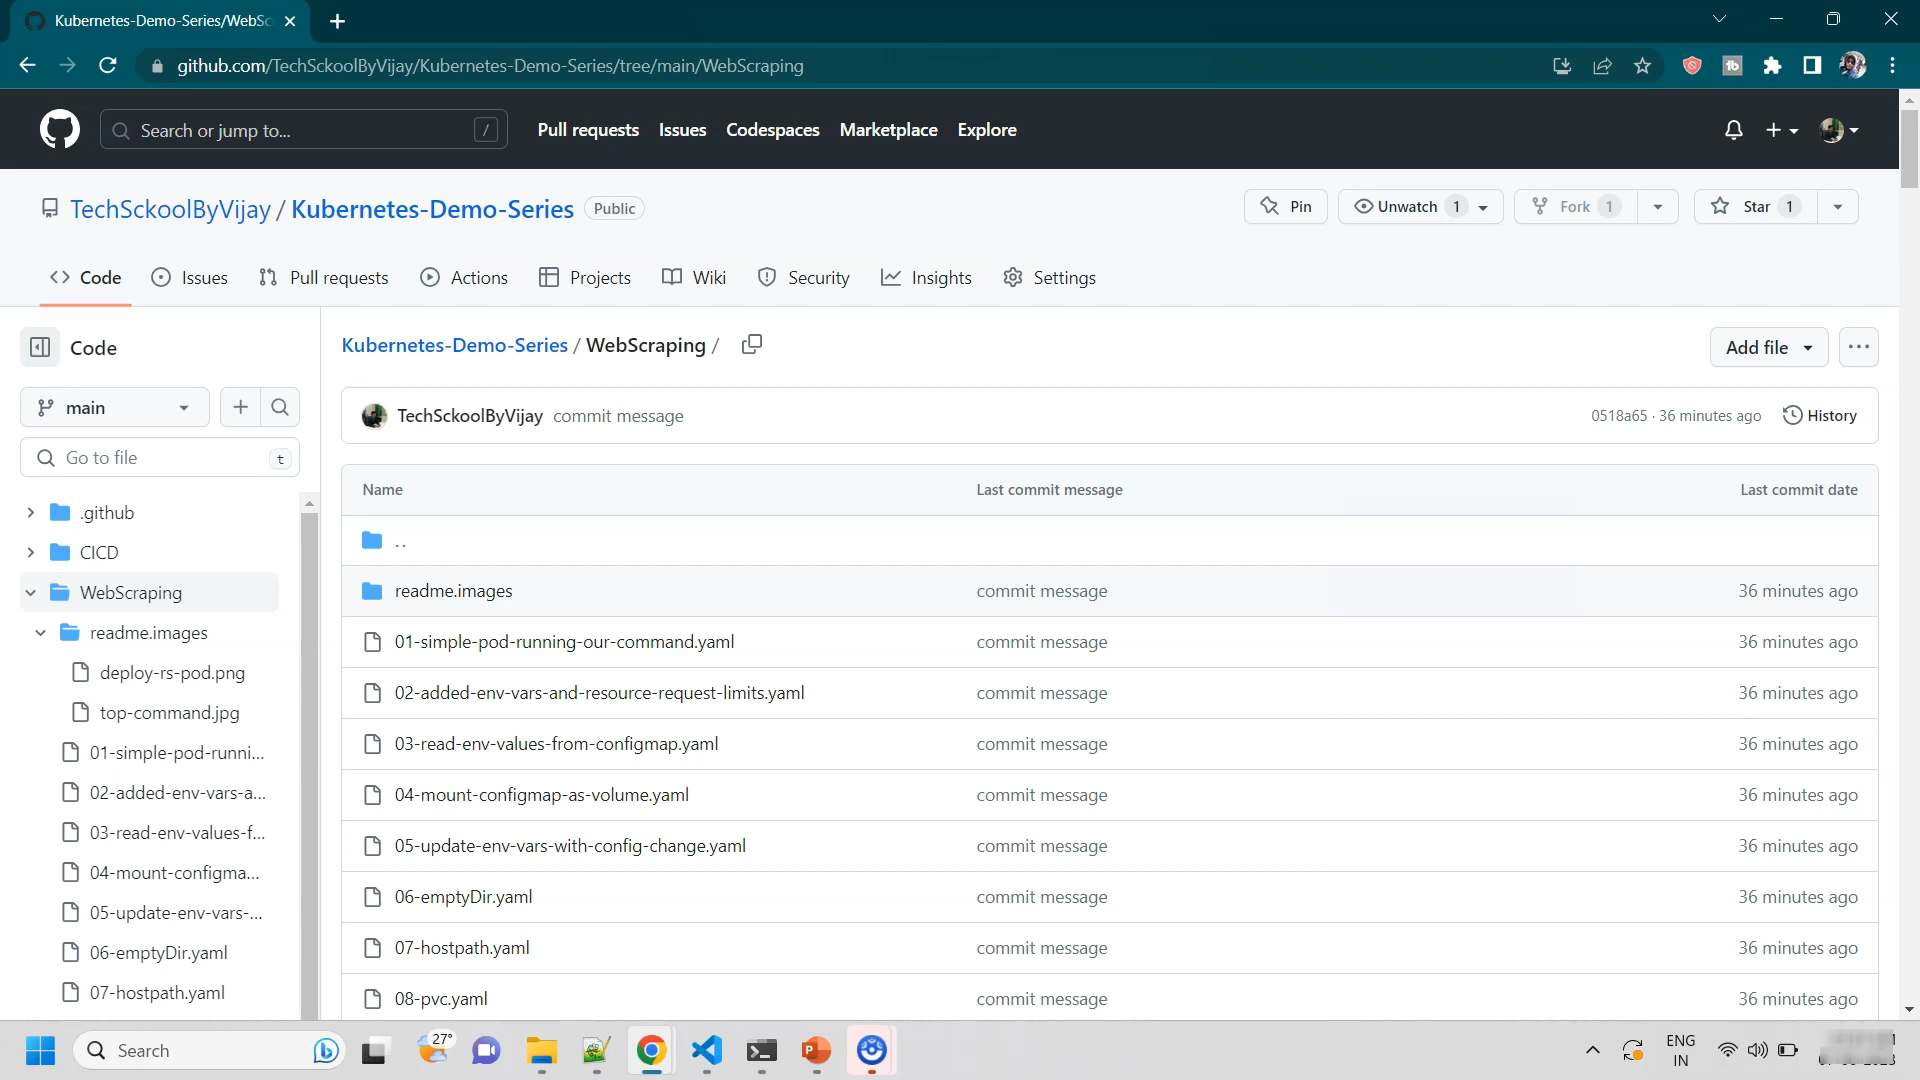 Kubernetes-Demo-Series/WebSc
github.com/TechSckoolByVijay/Kubernetes-Demo-Series/tree/main/WebScraping
Search or jump to...
/
Pull requests
Issues
Codespaces
Marketplace
Explore
TechSckoolByVijay / Kubernetes-Demo-Series
Public
Pin
Unwatch 1
Fork 1
Star 1
Code
Issues
Pull requests
Actions
Projects
Wiki
Security
Insights
Settings
Code
main
Go to file
t
.github
CICD
WebScraping
readme.images
deploy-rs-pod.png
top-command.jpg
01-simple-pod-runni...
02-added-env-vars-a...
03-read-env-values-f...
04-mount-configma...
05-update-env-vars-...
06-emptyDir.yaml
07-hostpath.yaml
Kubernetes-Demo-Series / WebScraping /
Add file
TechSckoolByVijay commit message
0518a65 · 36 minutes ago
History
Name Last commit message Last commit date
..
readme.images commit message 36 minutes ago
01-simple-pod-running-our-command.yaml commit message 36 minutes ago
02-added-env-vars-and-resource-request-limits.yaml commit message 36 minutes ago
03-read-env-values-from-configmap.yaml commit message 36 minutes ago
04-mount-configmap-as-volume.yaml commit message 36 minutes ago
05-update-env-vars-with-config-change.yaml commit message 36 minutes ago
06-emptyDir.yaml commit message 36 minutes ago
07-hostpath.yaml commit message 36 minutes ago
08-pvc.yaml commit message 36 minutes ago
Search
27°
ENG
IN